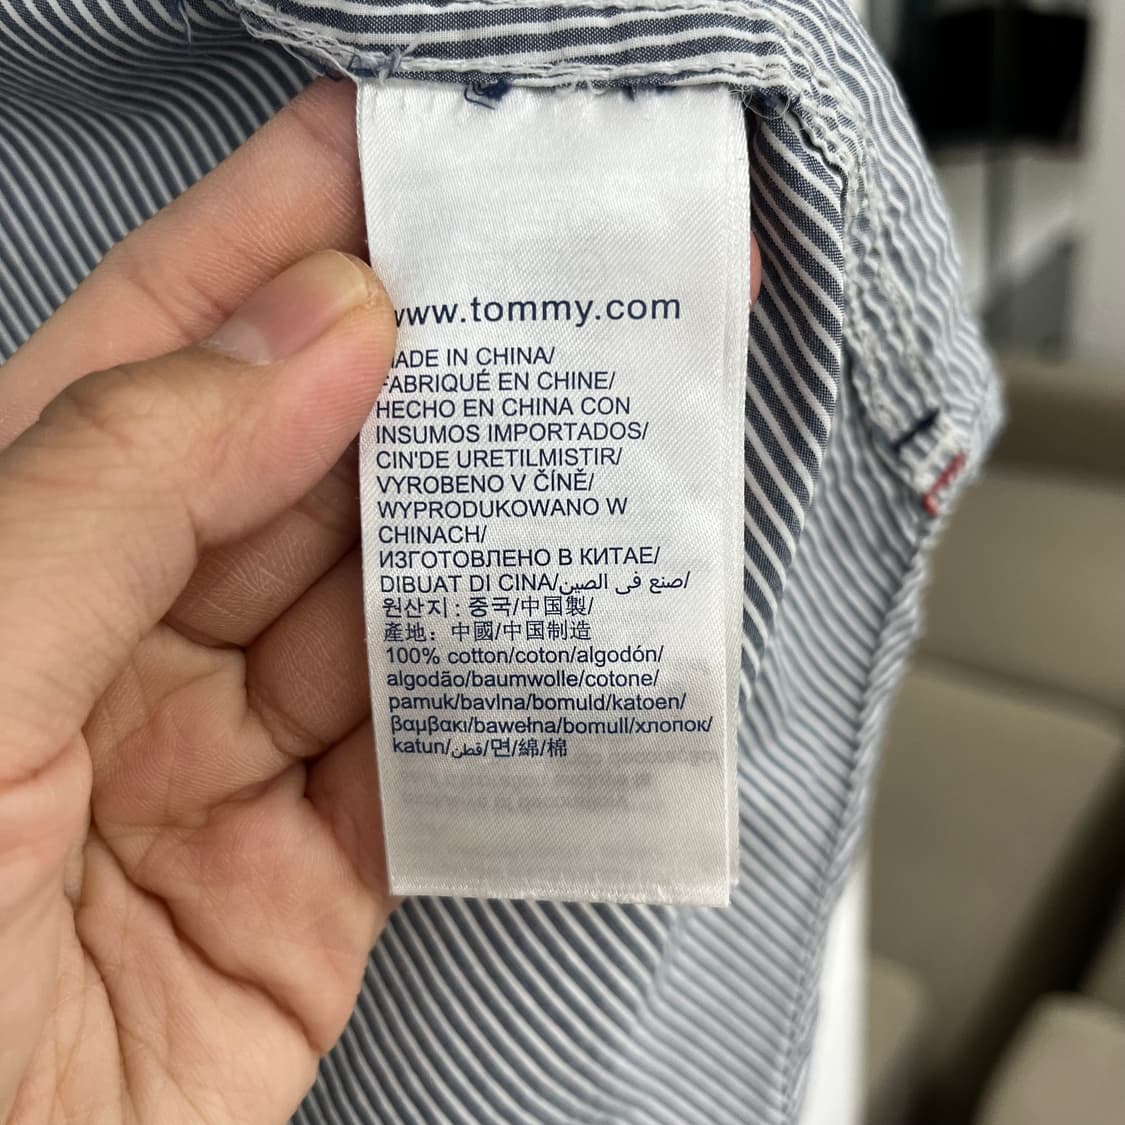 www.tommy.com
MADE IN CHINA/
FABRIQUÉ EN CHINE/
HECHO EN CHINA CON
INSUMOS IMPORTADOS/
CIN'DE URETILMISTIR/
VYROBENO V ČÍNĚ/
WYPRODUKOWANO W
CHINACH/
ИЗГОТОВЛЕНО В КИТАЕ/
DIBUAT DI CINA/صنع فى الصين/
원산지 : 중국/中国製/
產地：中國/中国制造
100% cotton/coton/algodón/
algodão/baumwolle/cotone/
pamuk/bavlna/bomuld/katoen/
βαμβακι/bawełna/bomull/хлопок/
katun/قطن/면/綿/棉